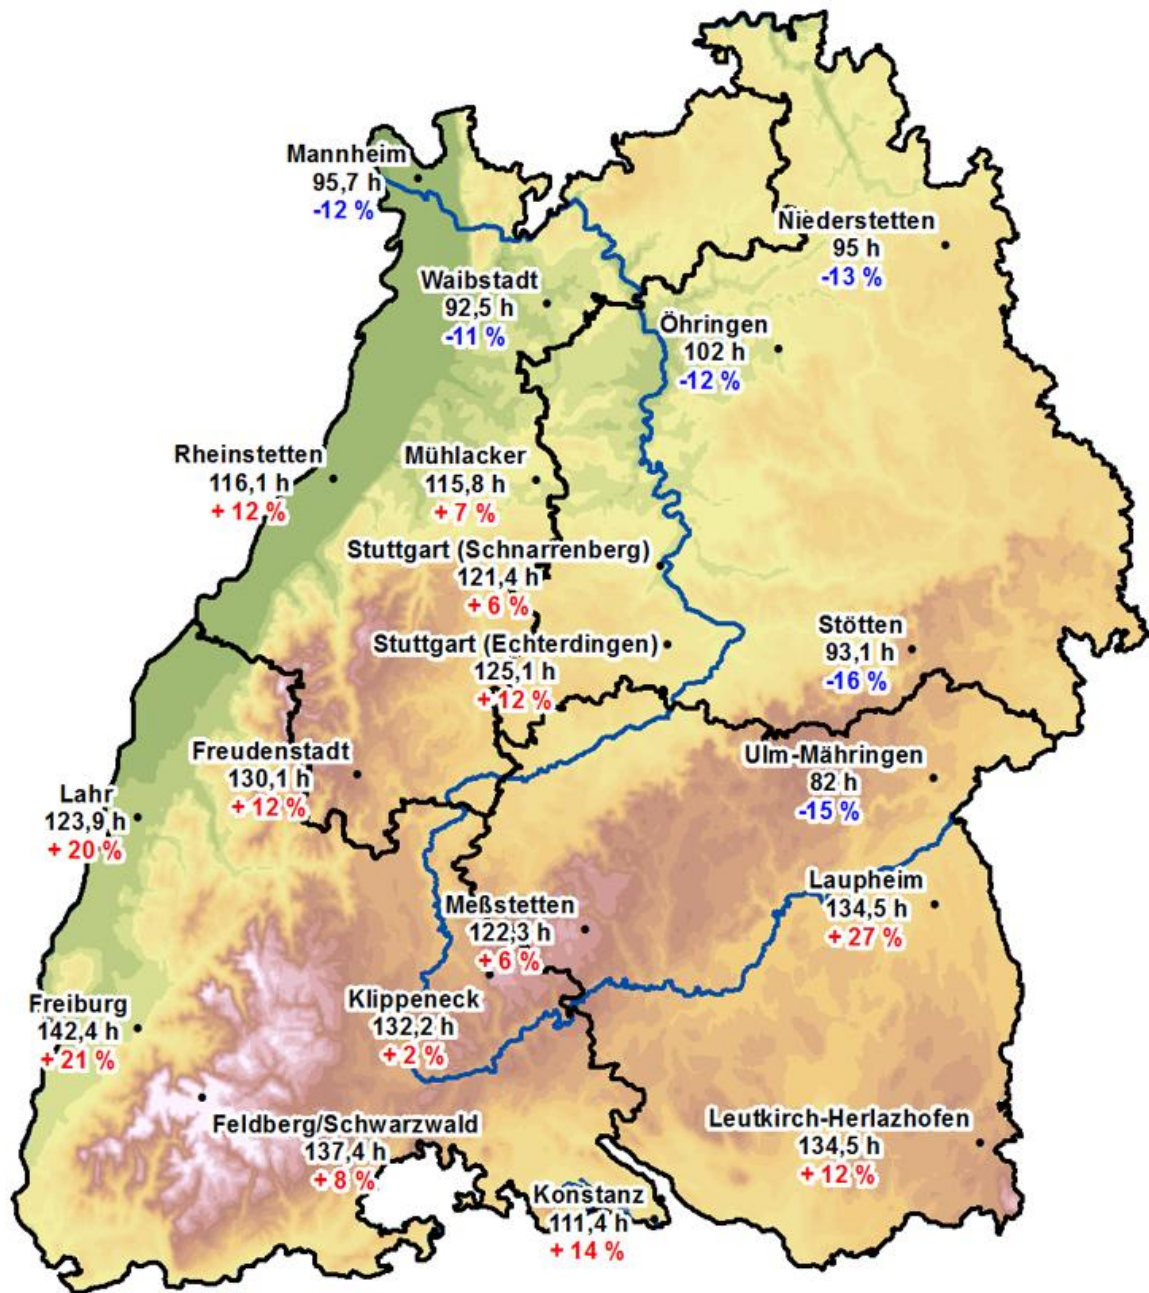 Mannheim
95,7 h
-12 %
Niederstetten
95 h
-13 %
Waibstadt
92,5 h
-11 %
Öhringen
102 h
-12 %
Rheinstetten
116,1 h
+ 12 %
Mühlacker
115,8 h
+ 7 %
Stuttgart (Schnarrenberg)
121,4 h
+ 6 %
Stuttgart (Echterdingen)
125,1 h
+ 12 %
Stötten
93,1 h
-16 %
Freudenstadt
130,1 h
+ 12 %
Ulm-Mähringen
82 h
-15 %
Lahr
123,9 h
+ 20 %
Laupheim
134,5 h
+ 27 %
Meßstetten
122,3 h
+ 6 %
Freiburg
142,4 h
+ 21 %
Klippeneck
132,2 h
+ 2 %
Feldberg/Schwarzwald
137,4 h
+ 8 %
Leutkirch-Herlazhofen
134,5 h
+ 12 %
Konstanz
111,4 h
+ 14 %